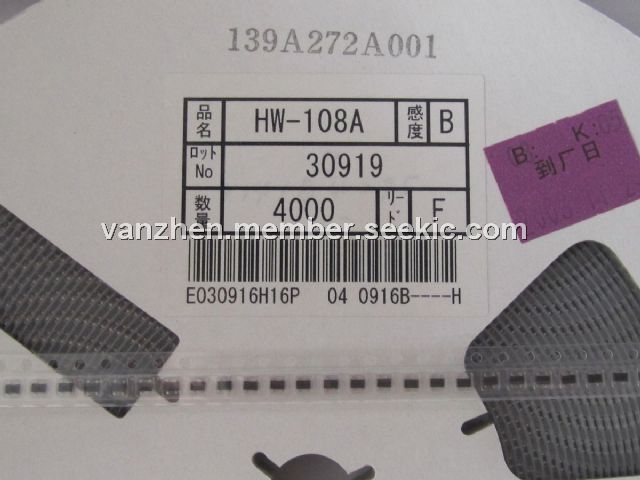 139A272A001
品名 HW-108A 感度 B
ロット No 30919
数量 4000 リード F
vanzhen.member.seekic.com
E030916H16P 04 0916B----H
B: K:
到厂日